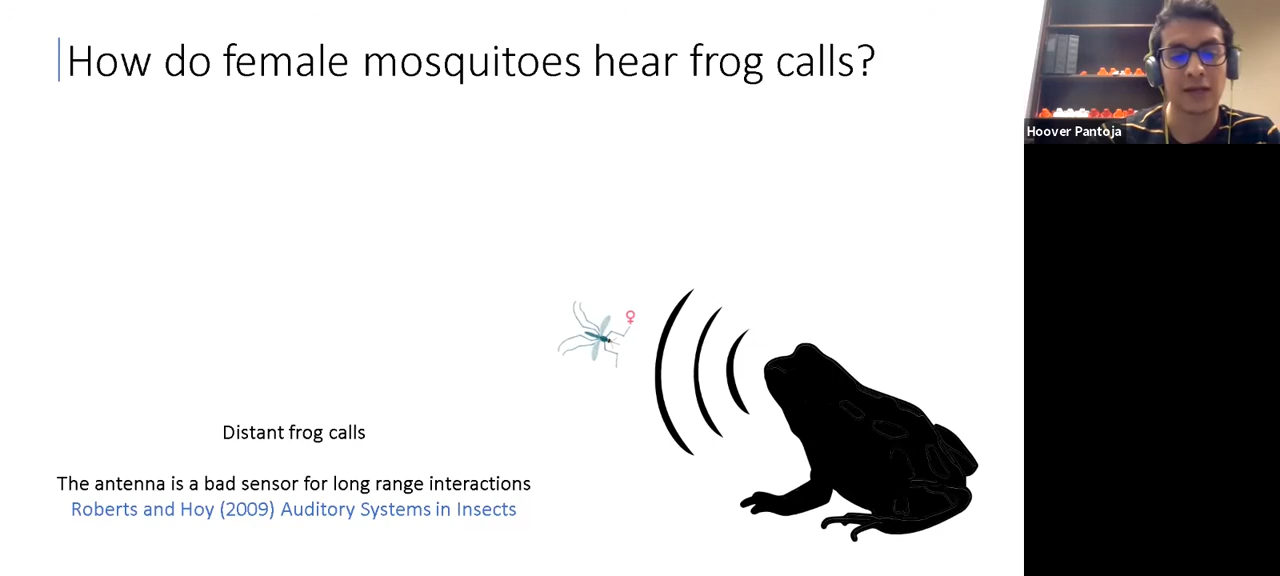 How do female mosquitoes hear frog calls?
Hoover Pantoja
♀
Distant frog calls
The antenna is a bad sensor for long range interactions
Roberts and Hoy (2009) Auditory Systems in Insects